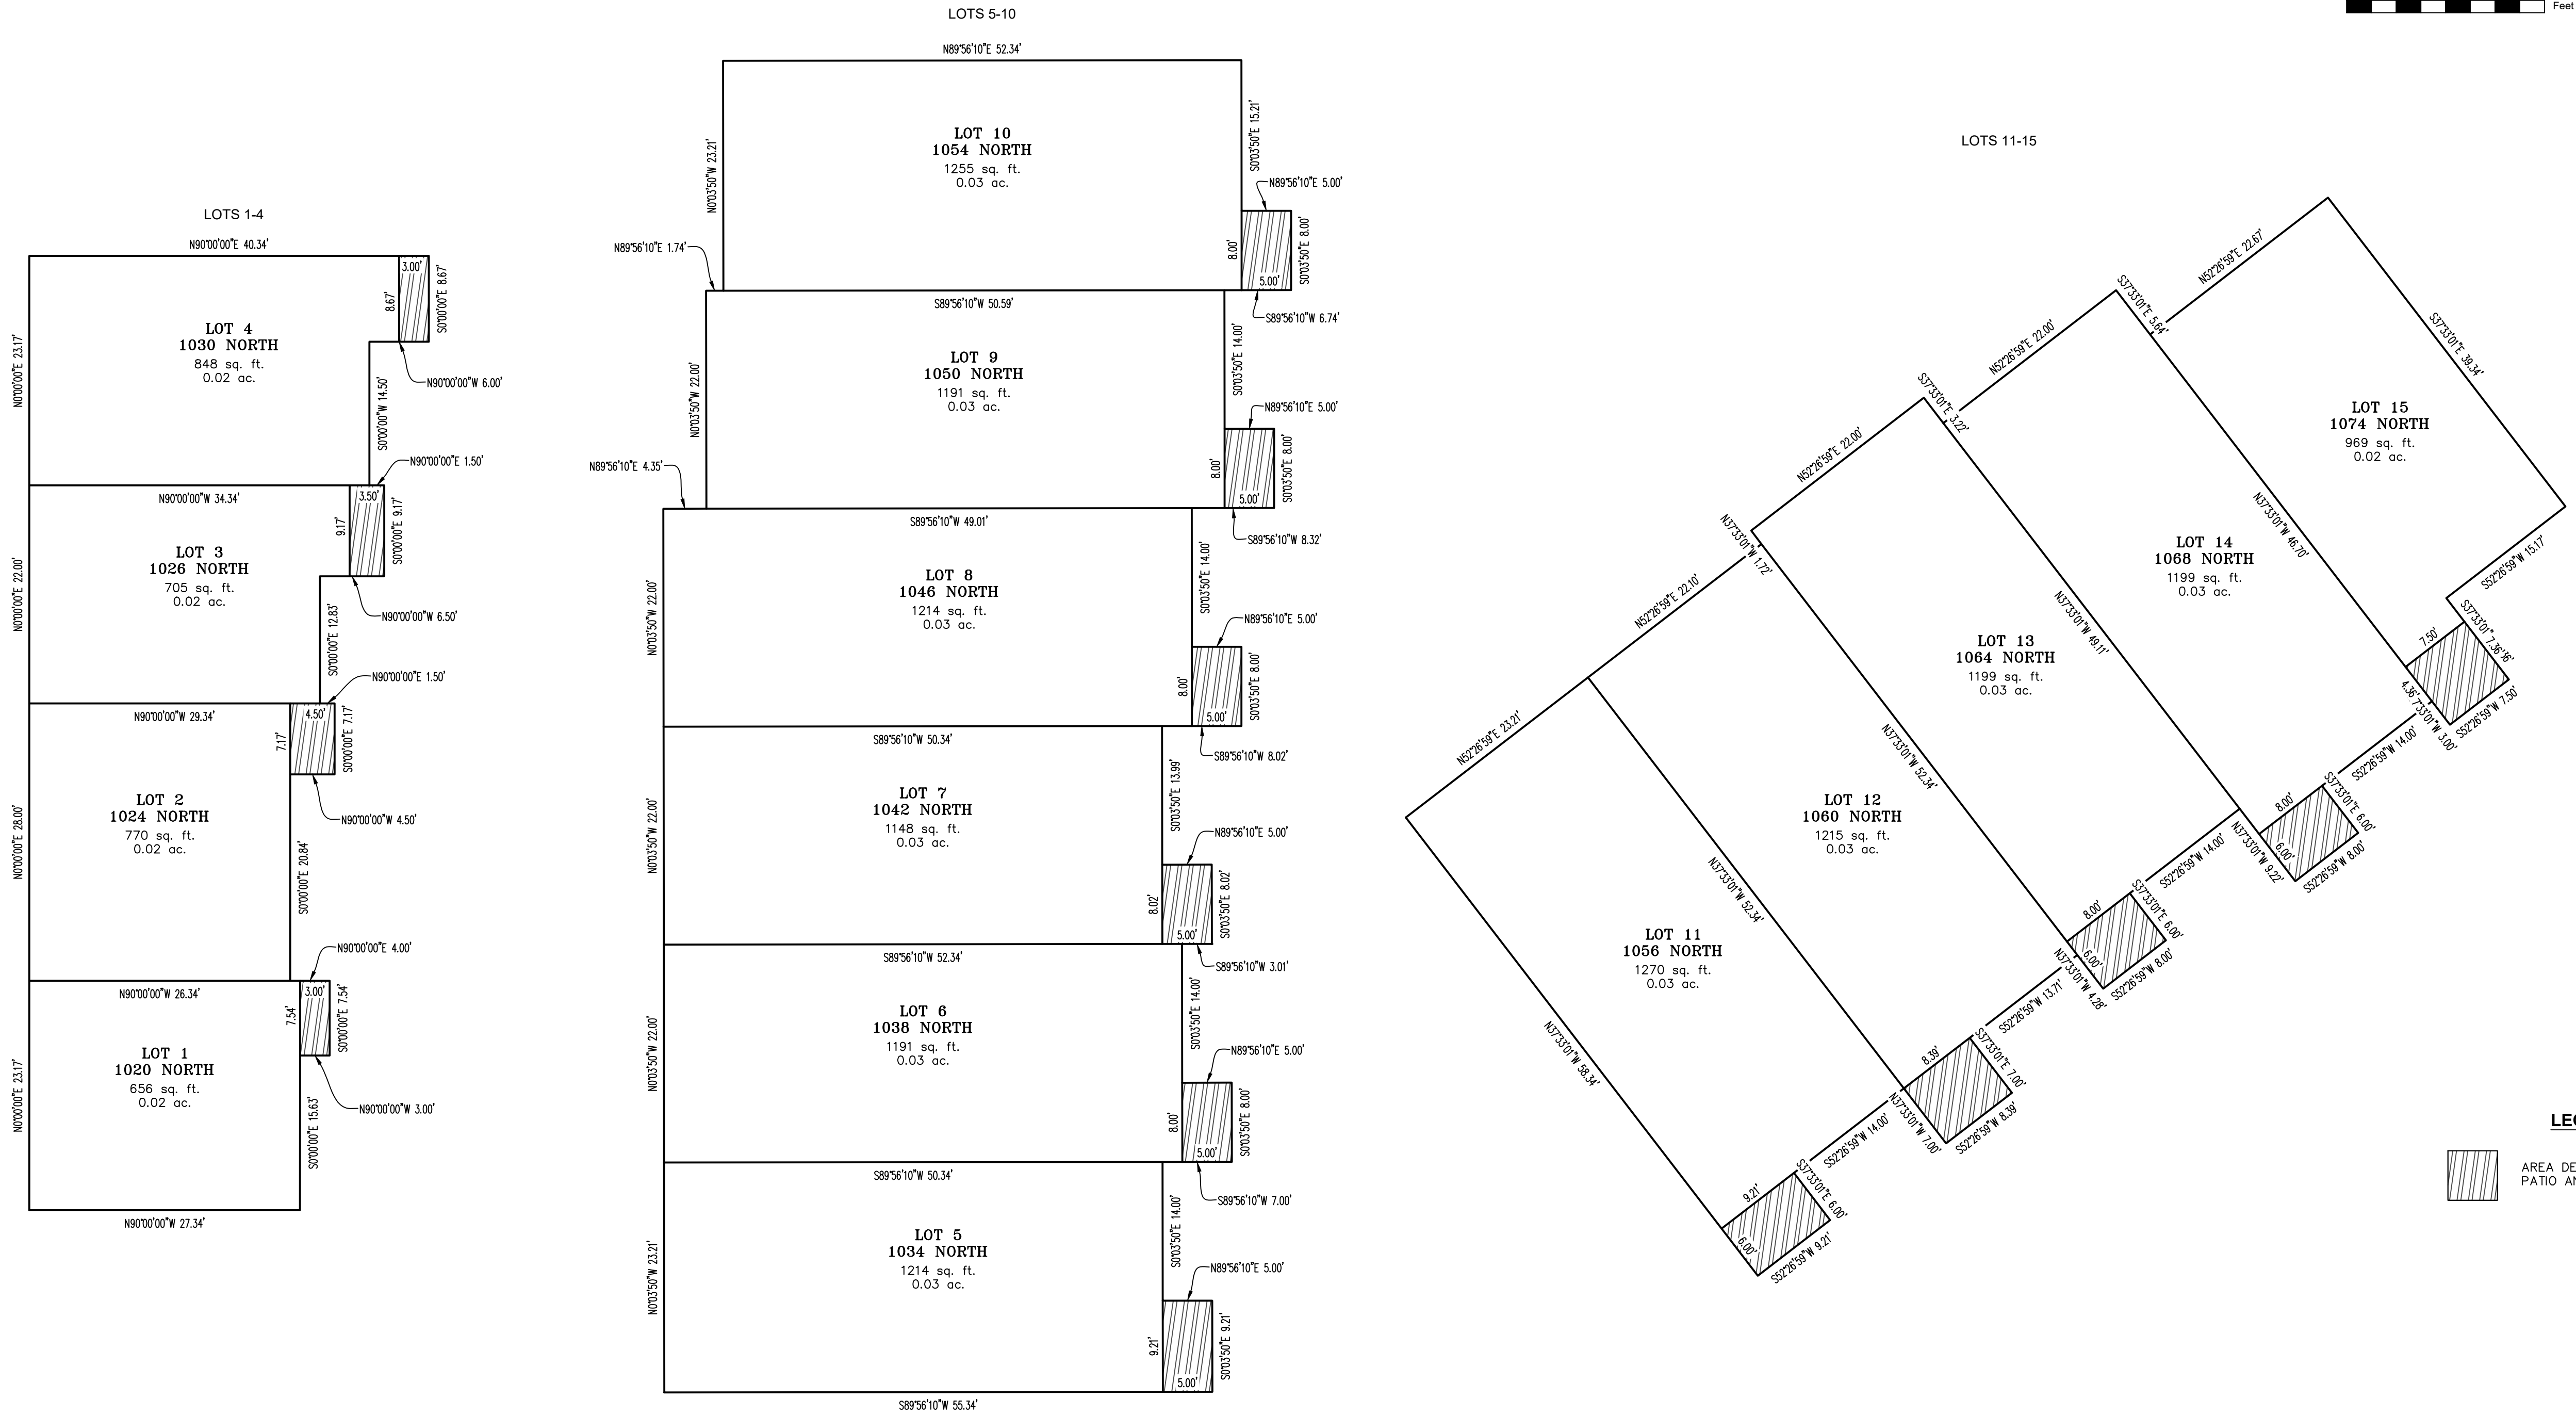 Feet
LOTS 1-4
N90°00'00"E 40.34'
3.00'
8.67'
S0°00'00"E 8.67'
N0°00'00"E 23.17'
LOT 4
1030 NORTH
848 sq. ft.
0.02 ac.
N90°00'00"W 6.00'
S0°00'00"W 14.50'
N90°00'00"E 1.50'
N90°00'00"W 34.34'
3.50'
9.17'
S0°00'00"E 9.17'
N0°00'00"E 22.00'
LOT 3
1026 NORTH
705 sq. ft.
0.02 ac.
N90°00'00"W 6.50'
S0°00'00"E 12.83'
N90°00'00"E 1.50'
N90°00'00"W 29.34'
4.50'
7.17'
S0°00'00"E 7.17'
N0°00'00"E 28.00'
LOT 2
1024 NORTH
770 sq. ft.
0.02 ac.
N90°00'00"W 4.50'
S0°00'00"E 20.84'
N90°00'00"E 4.00'
N90°00'00"W 26.34'
3.00'
7.54'
S0°00'00"E 7.54'
N0°00'00"E 23.17'
LOT 1
1020 NORTH
656 sq. ft.
0.02 ac.
N90°00'00"W 3.00'
S0°00'00"E 15.63'
N90°00'00"W 27.34'
LOTS 5-10
N89°56'10"E 52.34'
N0°03'50"W 23.21'
LOT 10
1054 NORTH
1255 sq. ft.
0.03 ac.
S0°03'50"E 15.21'
N89°56'10"E 5.00'
8.00'
5.00'
S0°03'50"E 8.00'
N89°56'10"E 1.74'
S89°56'10"W 50.59'
S89°56'10"W 6.74'
N0°03'50"W 22.00'
LOT 9
1050 NORTH
1191 sq. ft.
0.03 ac.
S0°03'50"E 14.00'
N89°56'10"E 5.00'
8.00'
5.00'
S0°03'50"E 8.00'
N89°56'10"E 4.35'
S89°56'10"W 49.01'
S89°56'10"W 8.32'
N0°03'50"W 22.00'
LOT 8
1046 NORTH
1214 sq. ft.
0.03 ac.
S0°03'50"E 14.00'
N89°56'10"E 5.00'
8.00'
5.00'
S0°03'50"E 8.00'
S89°56'10"W 50.34'
S89°56'10"W 8.02'
N0°03'50"W 22.00'
LOT 7
1042 NORTH
1148 sq. ft.
0.03 ac.
S0°03'50"E 13.99'
N89°56'10"E 5.00'
8.02'
5.00'
S0°03'50"E 8.02'
S89°56'10"W 52.34'
S89°56'10"W 3.01'
N0°03'50"W 22.00'
LOT 6
1038 NORTH
1191 sq. ft.
0.03 ac.
S0°03'50"E 14.00'
N89°56'10"E 5.00'
8.00'
5.00'
S0°03'50"E 8.00'
S89°56'10"W 50.34'
S89°56'10"W 7.00'
N0°03'50"W 23.21'
LOT 5
1034 NORTH
1214 sq. ft.
0.03 ac.
S0°03'50"E 14.00'
N89°56'10"E 5.00'
9.21'
5.00'
S0°03'50"E 9.21'
S89°56'10"W 55.34'
LOTS 11-15
N52°26'59"E 22.67'
S37°33'01"E 5.64'
S37°33'01"E 39.34'
LOT 15
1074 NORTH
969 sq. ft.
0.02 ac.
S52°26'59"W 15.17'
N37°33'01"W 46.70'
7.50'
4.36'
S52°26'59"W 7.50'
N52°26'59"E 22.00'
S37°33'01"E 3.22'
LOT 14
1068 NORTH
1199 sq. ft.
0.03 ac.
N37°33'01"W 49.11'
S52°26'59"W 14.00'
8.00'
S37°33'01"E 6.00'
6.00'
S52°26'59"W 8.00'
N37°33'01"W 9.22'
N52°26'59"E 22.00'
N37°33'01"W 1.72'
LOT 13
1064 NORTH
1199 sq. ft.
0.03 ac.
N37°33'01"W 52.34'
S52°26'59"W 14.00'
8.00'
S37°33'01"E 6.00'
6.00'
S52°26'59"W 8.00'
N37°33'01"W 4.28'
N52°26'59"E 22.10'
LOT 12
1060 NORTH
1215 sq. ft.
0.03 ac.
N37°33'01"W 52.34'
S52°26'59"W 13.71'
8.39'
S37°33'01"E 7.00'
S52°26'59"W 8.39'
N37°33'01"W 7.00'
N52°26'59"E 23.21'
LOT 11
1056 NORTH
1270 sq. ft.
0.03 ac.
N37°33'01"W 58.34'
S52°26'59"W 14.00'
9.21'
S37°33'01"E 6.00'
6.00'
S52°26'59"W 9.21'
AREA DE
PATIO AN